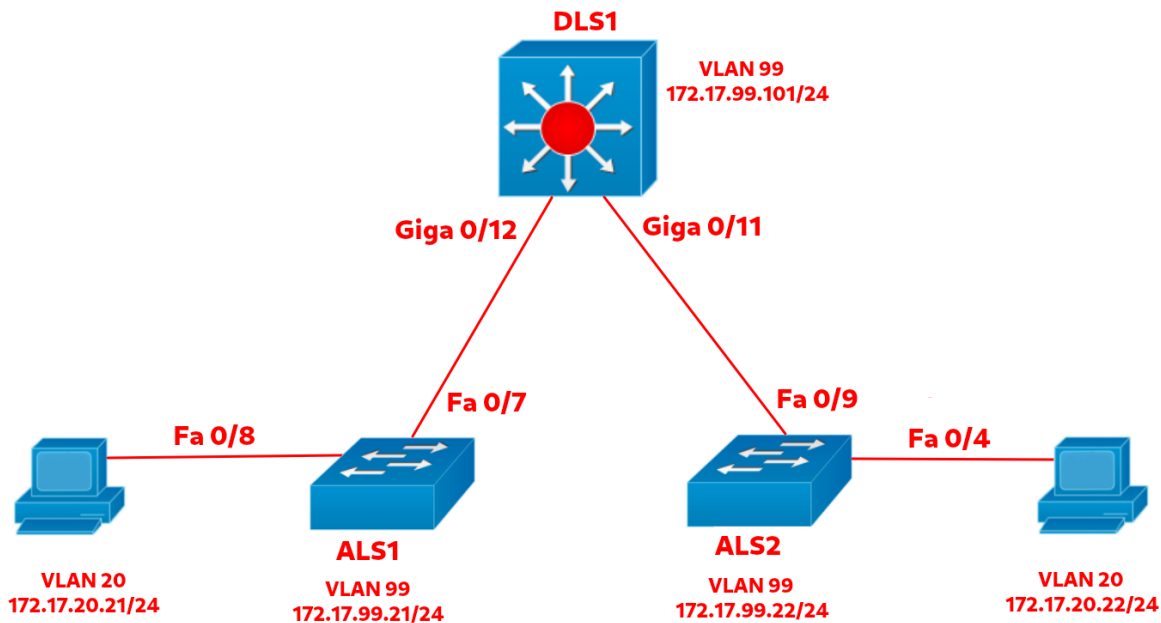 DLS1
VLAN 99
172.17.99.101/24
Giga 0/12
Giga 0/11
Fa 0/7
Fa 0/9
Fa 0/8
Fa 0/4
ALS1
ALS2
VLAN 20
172.17.20.21/24
VLAN 99
172.17.99.21/24
VLAN 99
172.17.99.22/24
VLAN 20
172.17.20.22/24